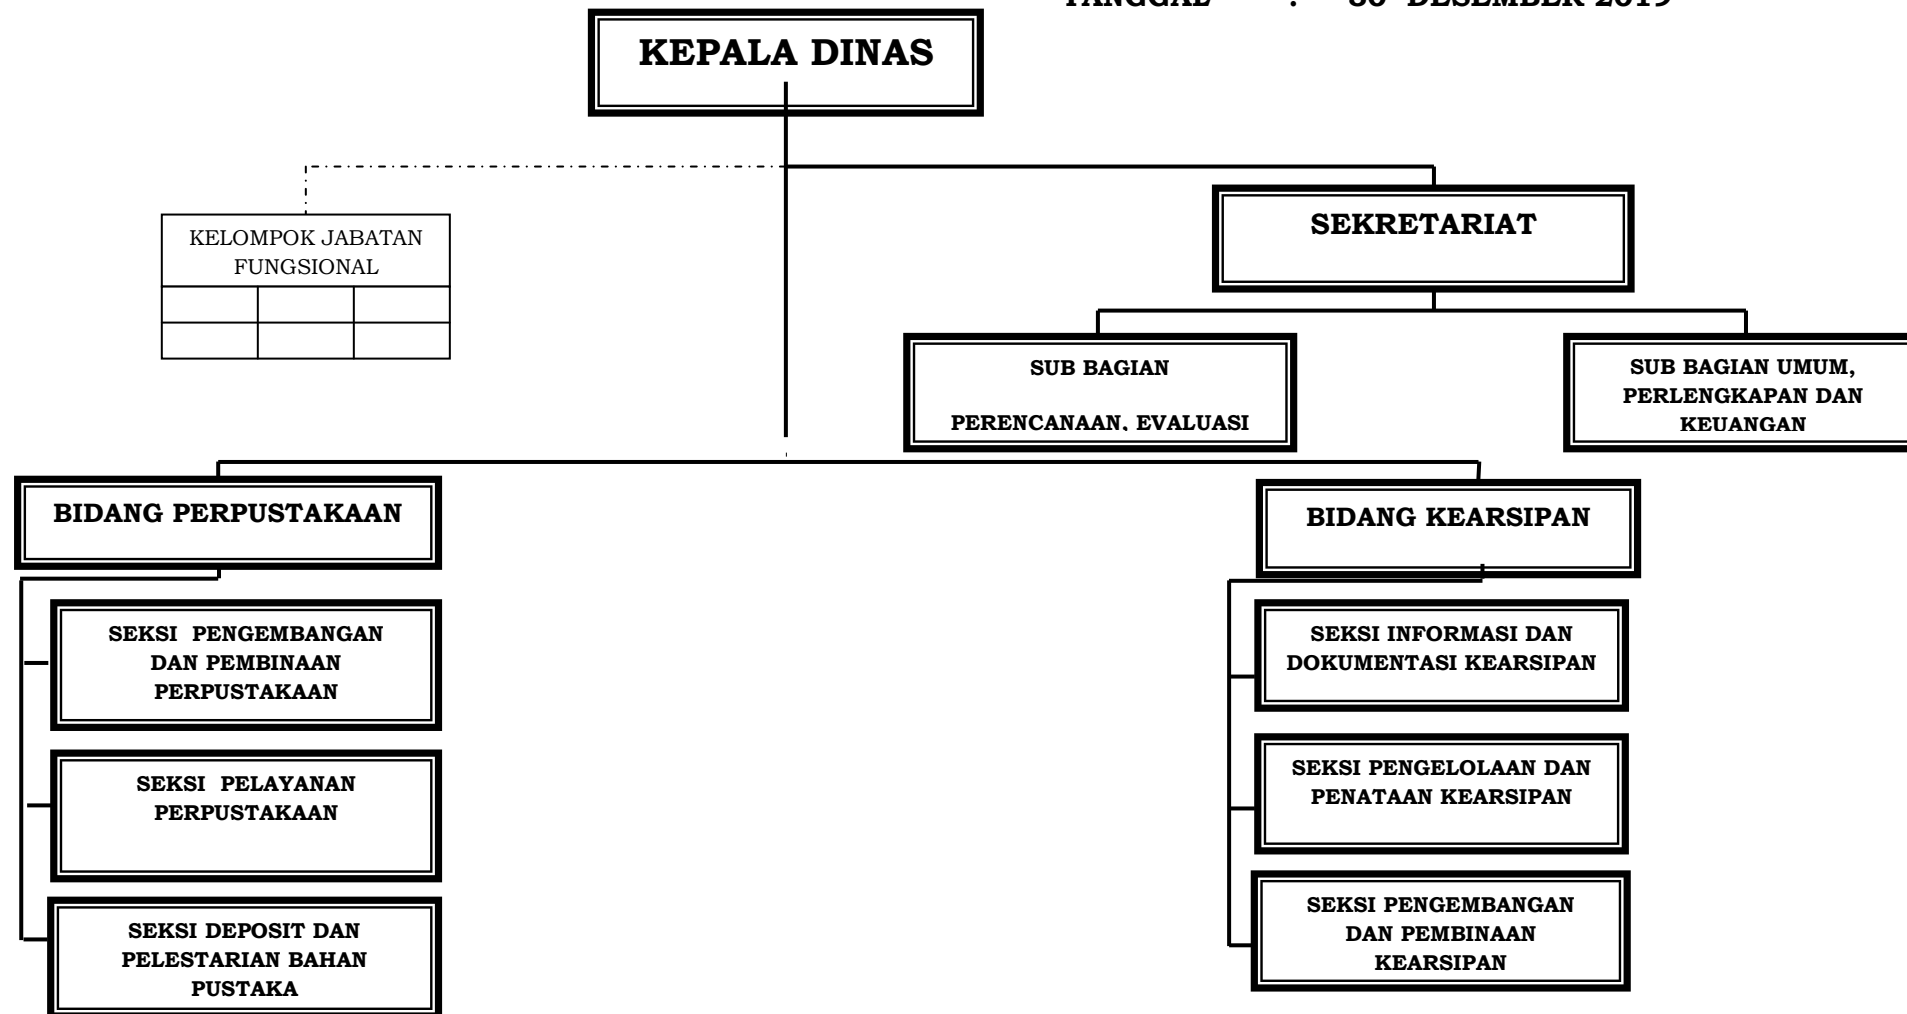 TANGGAL : 30 DESEMBER 2019
KEPALA DINAS
KELOMPOK JABATAN
FUNGSIONAL
SEKRETARIAT
SUB BAGIAN
PERENCANAAN, EVALUASI
SUB BAGIAN UMUM,
PERLENGKAPAN DAN
KEUANGAN
BIDANG PERPUSTAKAAN
SEKSI PENGEMBANGAN
DAN PEMBINAAN
PERPUSTAKAAN
SEKSI PELAYANAN
PERPUSTAKAAN
SEKSI DEPOSIT DAN
PELESTARIAN BAHAN
PUSTAKA
BIDANG KEARSIPAN
SEKSI INFORMASI DAN
DOKUMENTASI KEARSIPAN
SEKSI PENGELOLAAN DAN
PENATAAN KEARSIPAN
SEKSI PENGEMBANGAN
DAN PEMBINAAN
KEARSIPAN